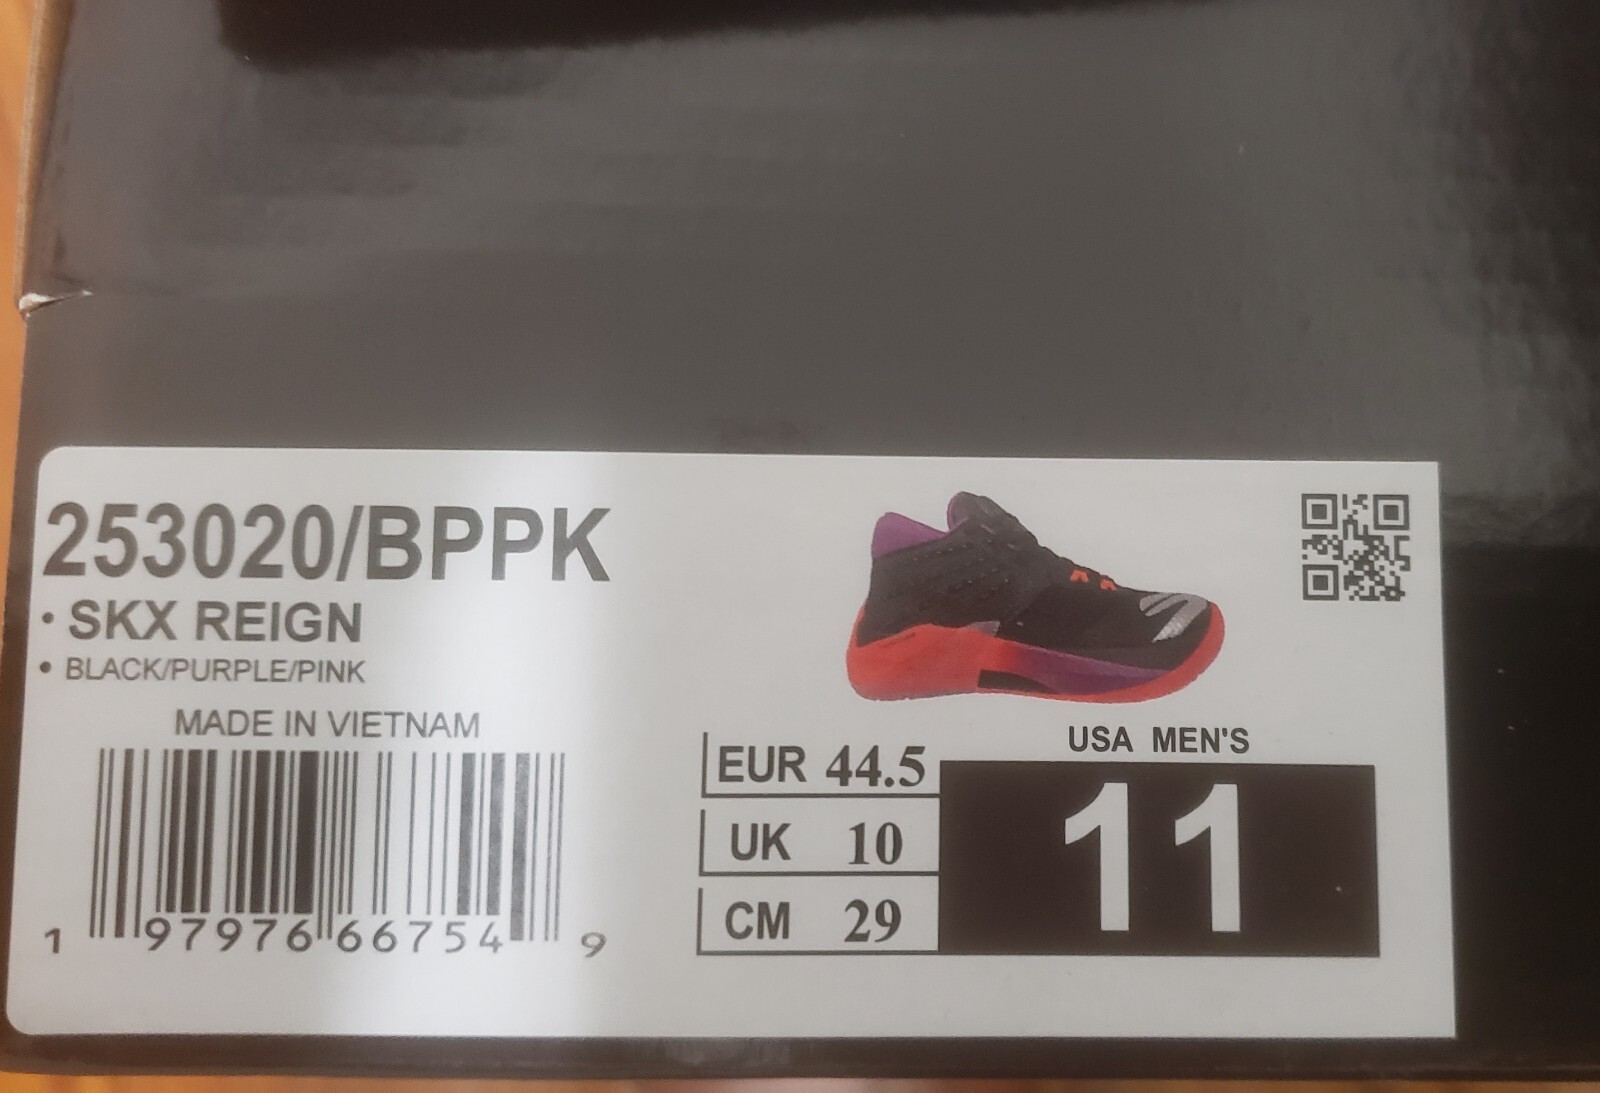 253020/BPPK
• SKX REIGN
• BLACK/PURPLE/PINK
MADE IN VIETNAM
1 97976 66754 9
USA MEN'S
11
EUR 44.5
UK 10
CM 29